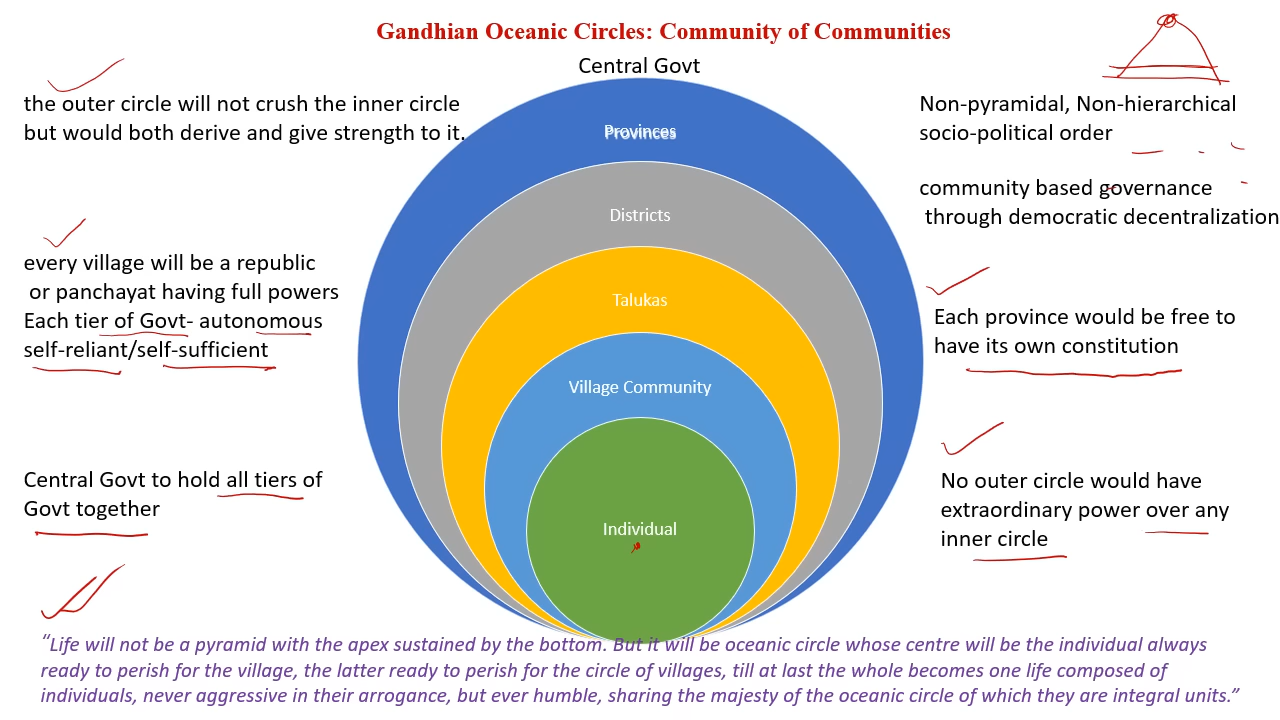 Gandhian Oceanic Circles: Community of Communities
Central Govt
the outer circle will not crush the inner circle
but would both derive and give strength to it.
every village will be a republic
or panchayat having full powers
Each tier of Govt- autonomous
self-reliant/self-sufficient
Central Govt to hold all tiers of
Govt together
Provinces
Districts
Talukas
Village Community
Individual
Non-pyramidal, Non-hierarchical
socio-political order
community based governance
through democratic decentralization
Each province would be free to
have its own constitution
No outer circle would have
extraordinary power over any
inner circle
“Life will not be a pyramid with the apex sustained by the bottom. But it will be oceanic circle whose centre will be the individual always
ready to perish for the village, the latter ready to perish for the circle of villages, till at last the whole becomes one life composed of
individuals, never aggressive in their arrogance, but ever humble, sharing the majesty of the oceanic circle of which they are integral units.”